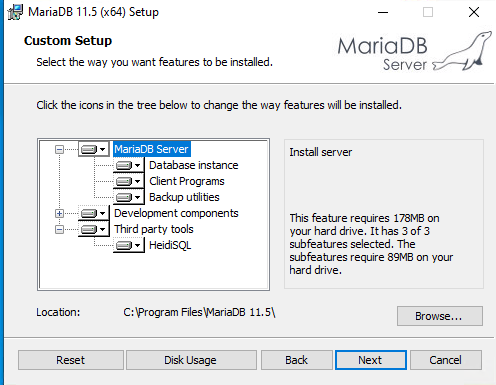 MariaDB 11.5 (x64) Setup
Custom Setup
Select the way you want features to be installed.
MariaDB
Server
Click the icons in the tree below to change the way features will be installed.
MariaDB Server
Database instance
Client Programs
Backup utilities
Development components
Third party tools
HeidiSQL
Install server
This feature requires 178MB on
your hard drive. It has 3 of 3
subfeatures selected. The
subfeatures require 89MB on your
hard drive.
Location: C:\Program Files\MariaDB 11.5\
Browse...
Reset Disk Usage Back Next Cancel